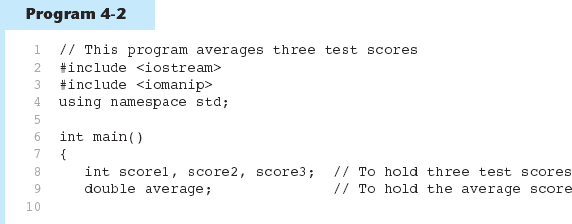 Program 4-2
1 // This program averages three test scores
2 #include <iostream>
3 #include <iomanip>
4 using namespace std;
5
6 int main()
7 {
8 int score1, score2, score3; // To hold three test scores
9 double average; // To hold the average score
10